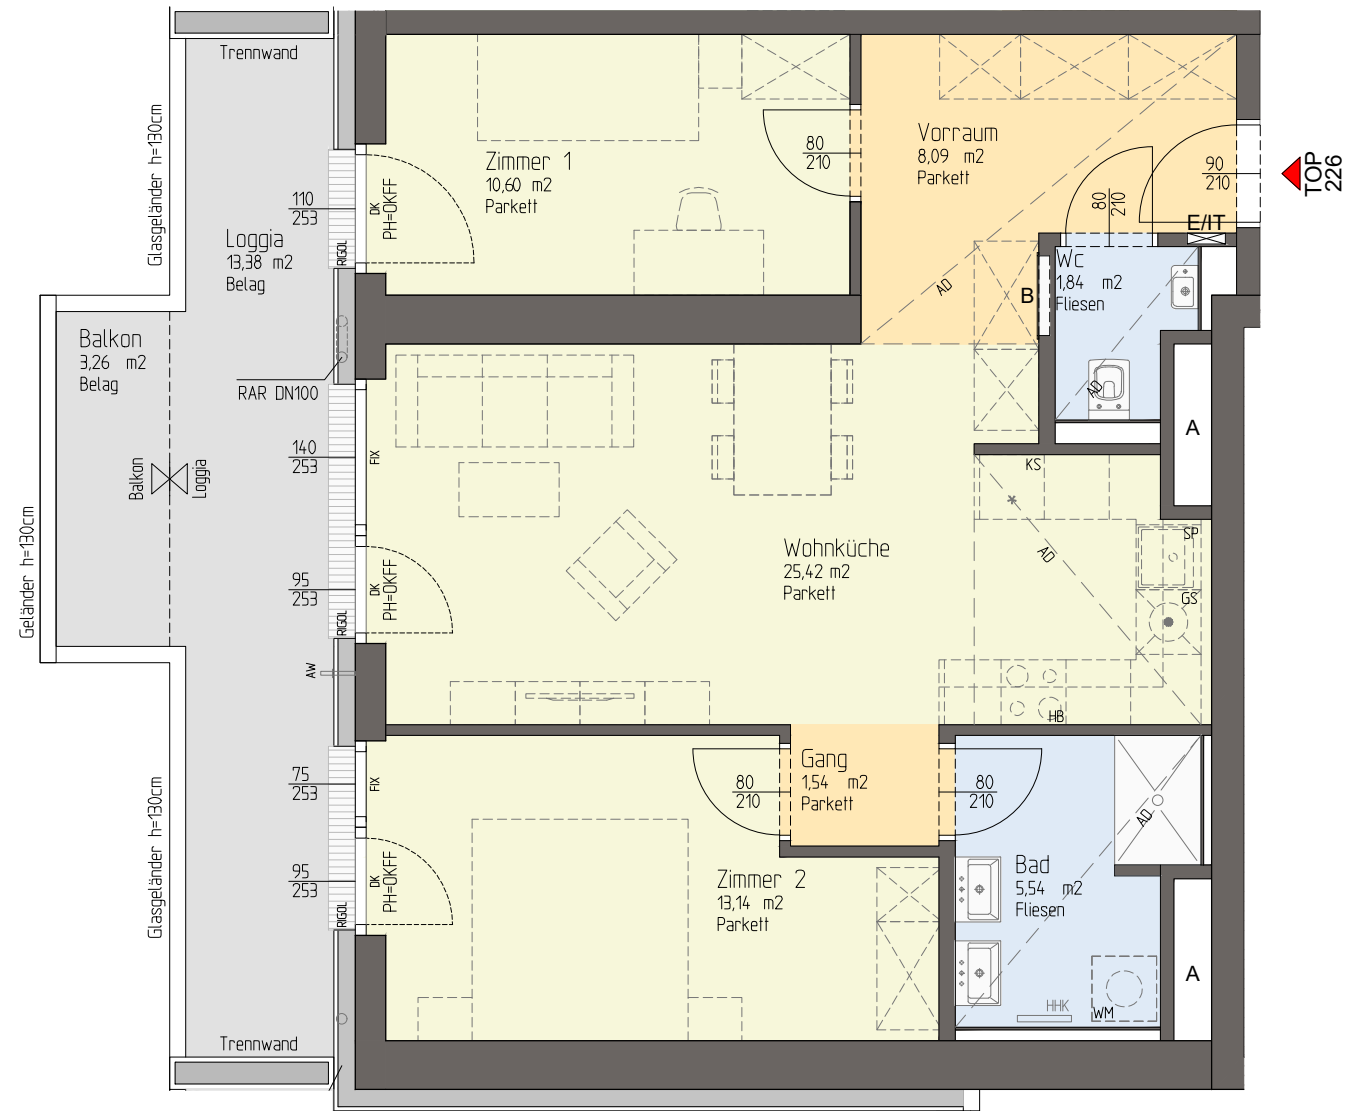 Trennwand
Glasgeländer h=130cm
Zimmer 1
10,60 m2
Parkett
80
210
Vorraum
8,09 m2
Parkett
90
210
TOP
226
80
210
E/IT
110
253
DK
PH=OKFF
RIGOL
Loggia
13,38 m2
Belag
Wc
1,84 m2
Fliesen
B
AD
AD
Balkon
3,26 m2
Belag
RAR DN100
A
140
253
FIX
Balkon
Loggia
KS
AD
SP
GS
HB
Wohnküche
25,42 m2
Parkett
Geländer h=130cm
95
253
DK
PH=OKFF
RIGOL
AW
75
253
FIX
80
210
Gang
1,54 m2
Parkett
80
210
AD
Glasgeländer h=130cm
95
253
DK
PH=OKFF
RIGOL
Zimmer 2
13,14 m2
Parkett
Bad
5,54 m2
Fliesen
A
HHK
WM
Trennwand